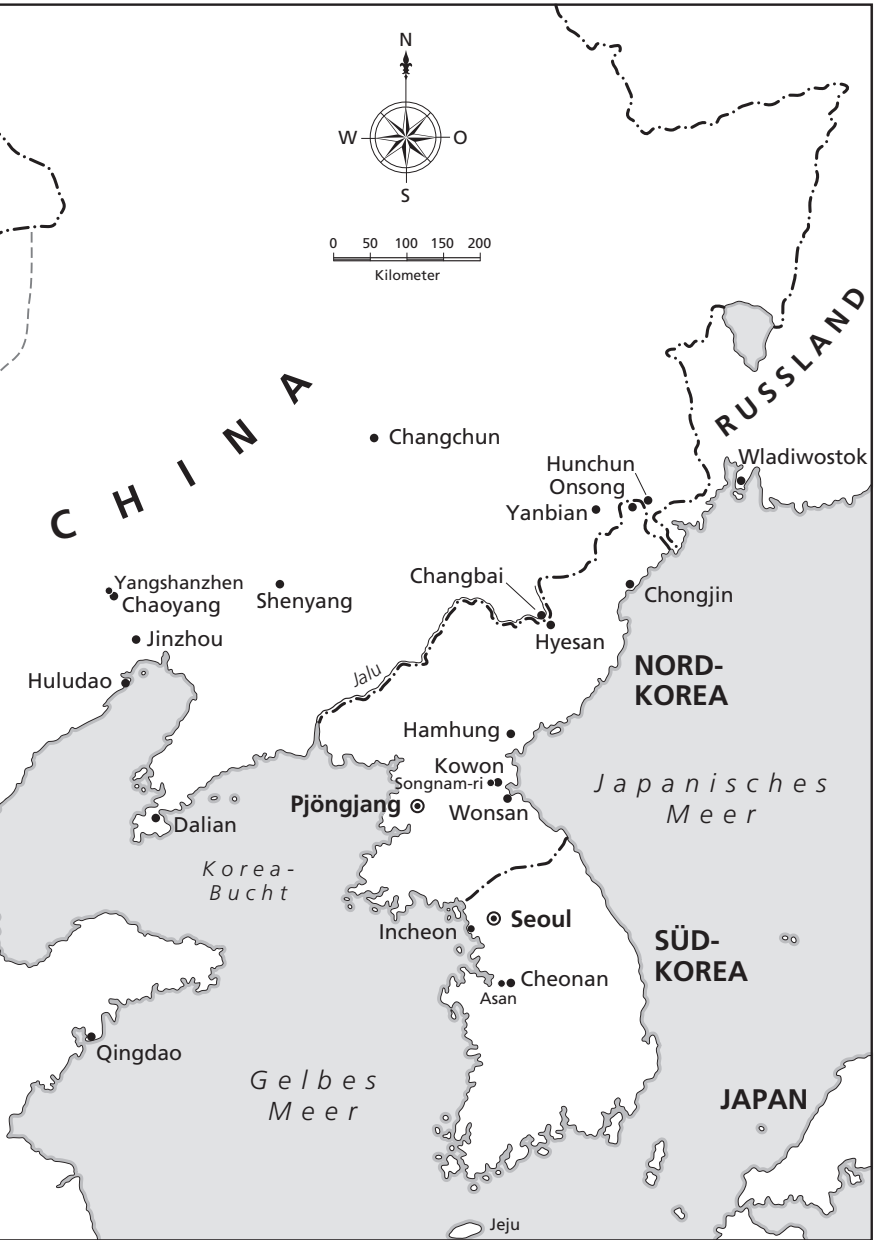 N
W
O
S
0 50 100 150 200
Kilometer
RUSSLAND
CHINA
Changchun
Wladiwostok
Hunchun
Onsong
Yanbian
Changbai
Yangshanzhen
Chaoyang
Shenyang
Chongjin
Jinzhou
Hyesan
NORD-
KOREA
Jalu
Huludao
Hamhung
Kowon
Songnam-ri
Japanisches
Meer
Pjöngjang
Wonsan
Dalian
Korea-
Bucht
Seoul
Incheon
SÜD-
KOREA
Cheonan
Asan
Qingdao
Gelbes
Meer
JAPAN
Jeju